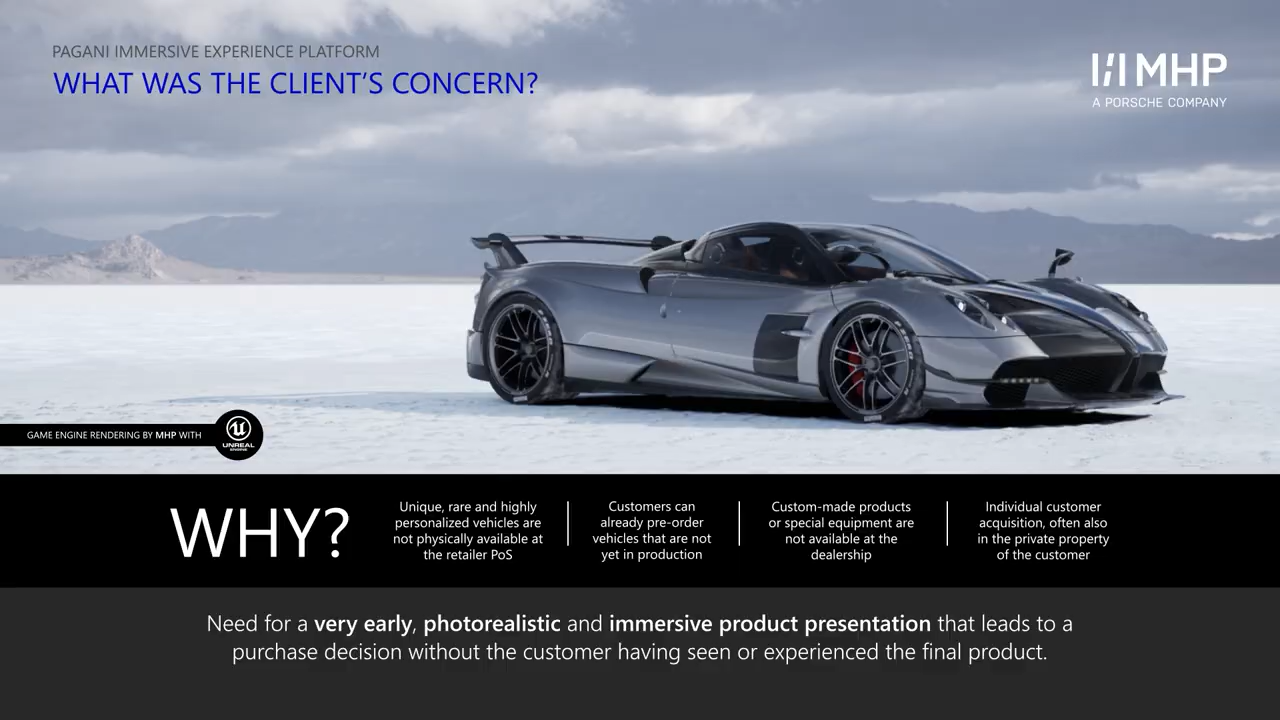 PAGANI IMMERSIVE EXPERIENCE PLATFORM
WHAT WAS THE CLIENT’S CONCERN?
MHP
A PORSCHE COMPANY
GAME ENGINE RENDERING BY MHP WITH
UNREAL
ENGINE
WHY?
Unique, rare and highly
personalized vehicles are
not physically available at
the retailer PoS
Customers can
already pre-order
vehicles that are not
yet in production
Custom-made products
or special equipment are
not available at the
dealership
Individual customer
acquisition, often also
in the private property
of the customer
Need for a very early, photorealistic and immersive product presentation that leads to a
purchase decision without the customer having seen or experienced the final product.